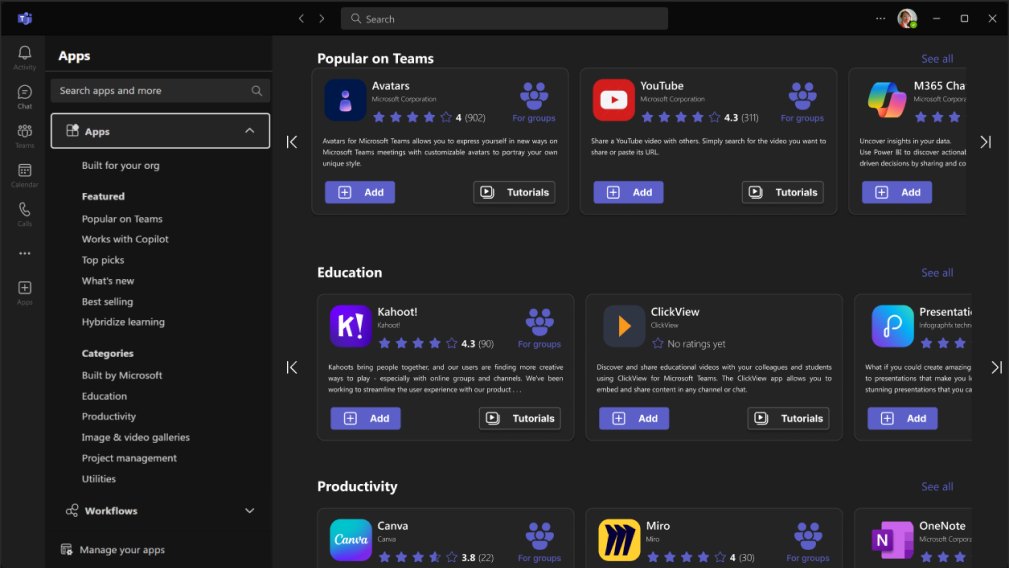 Search
Activity
Chat
Teams
Calendar
Calls
Apps
Apps
Search apps and more
Apps
Built for your org
Featured
Popular on Teams
Works with Copilot
Top picks
What's new
Best selling
Hybridize learning
Categories
Built by Microsoft
Education
Productivity
Image & video galleries
Project management
Utilities
Workflows
Manage your apps
Popular on Teams
See all
Avatars
Microsoft Corporation
4 (902)
For groups
Avatars for Microsoft Teams allows you to express yourself in new ways on
Microsoft Teams meetings with customizable avatars to portray your own
unique style.
Add
Tutorials
YouTube
Microsoft Corporation
4.3 (311)
For groups
Share a YouTube video with others. Simply search for the video you want to
share or paste its URL.
Add
Tutorials
M365 Cha
Microsoft Corpora
Uncover insights in your data.
Use Power BI to discover actional
driven decisions by sharing and co
Add
Education
See all
K!
Kahoot!
Kahoot!
4.3 (90)
For groups
Kahoots bring people together, and our users are finding more creative
ways to play - especially with online groups and channels. We've been
working to streamline the user experience with our product . . .
Add
Tutorials
ClickView
ClickView
No ratings yet
Discover and share educational videos with your colleagues and students
using ClickView for Microsoft Teams. The ClickView app allows you to
embed and share content in any channel or chat.
Add
Tutorials
Presentati
Infographfx techn
What if you could create amazing
to presentations that make you l
stunning presentations that you ca
Add
Productivity
See all
Canva
Canva
Canva
3.8 (22)
For groups
Miro
Miro
4 (30)
For groups
N
OneNote
Microsoft Corpora